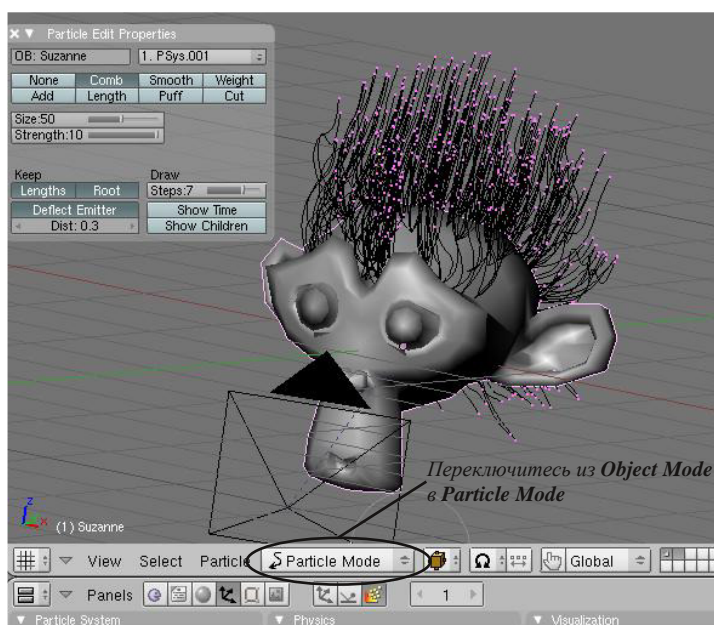 Particle Edit Properties
OB: Suzanne
1. PSys.001
None Comb Smooth Weight
Add Length Puff Cut
Size:50
Strength:10
Keep Draw
Lengths Root Steps:7
Deflect Emitter Show Time
Dist: 0.3 Show Children
Переключитесь из Object Mode
в Particle Mode
z
x
(1) Suzanne
View Select Particle Particle Mode Global
Panels 1
Particle System Physics Visualization